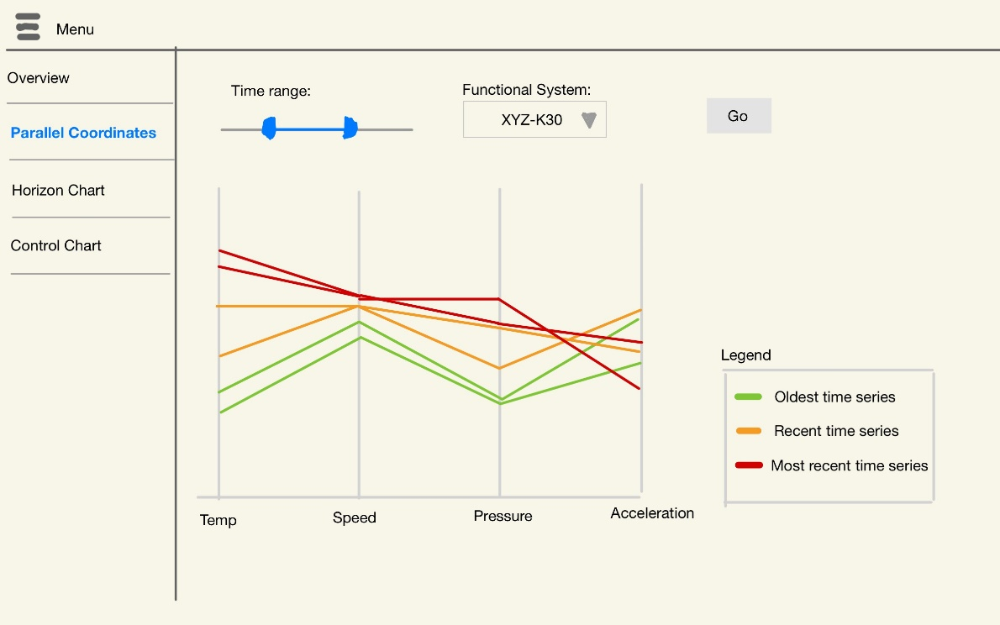 Menu
Overview
Parallel Coordinates
Horizon Chart
Control Chart
Time range:
Functional System:
XYZ-K30
Go
Temp
Speed
Pressure
Acceleration
Legend
Oldest time series
Recent time series
Most recent time series